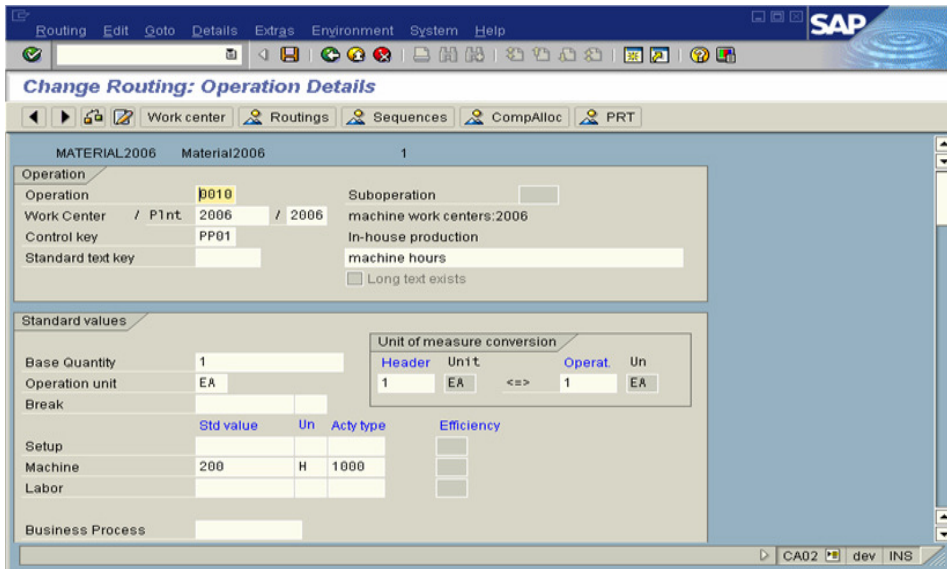 Routing Edit Goto Details Extras Environment System Help
SAP
Change Routing: Operation Details
Work center Routings Sequences CompAlloc PRT
MATERIAL2006 Material2006 1
Operation
Operation 0010 Suboperation
Work Center / Plnt 2006 / 2006 machine work centers:2006
Control key PP01 In-house production
Standard text key machine hours
Long text exists
Standard values
Unit of measure conversion
Base Quantity 1 Header Unit Operat. Un
Operation unit EA 1 EA <=> 1 EA
Break
Std value Un Acty type Efficiency
Setup
Machine 200 H 1000
Labor
Business Process
CA02 dev INS